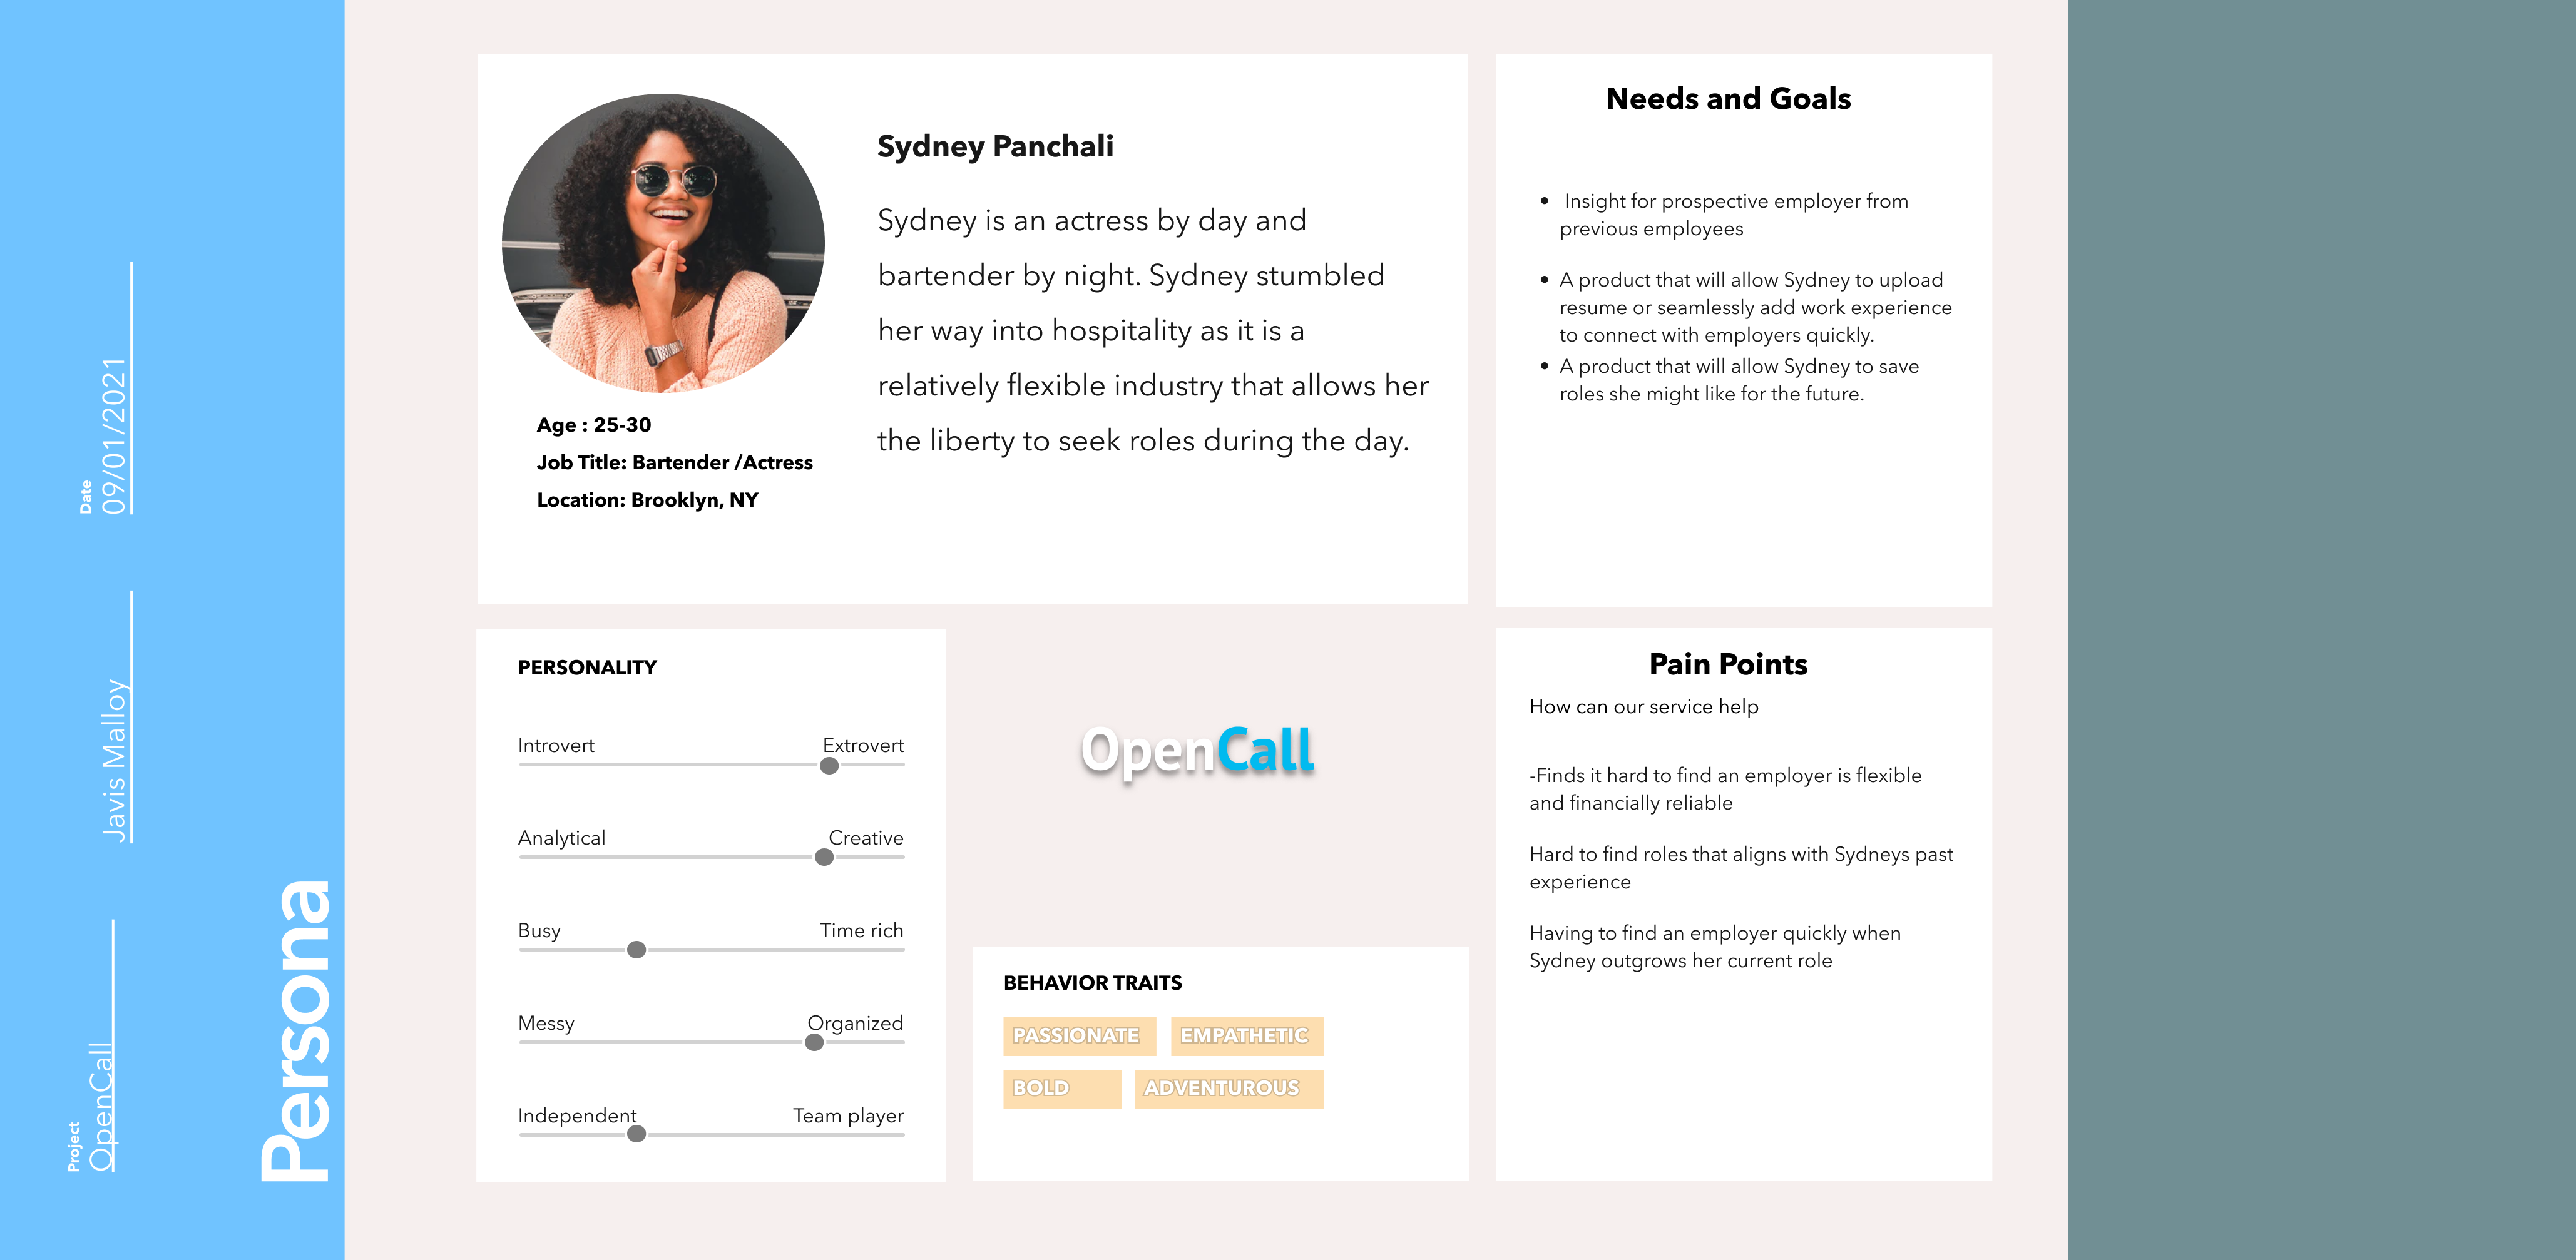 Persona
Project
OpenCall
Javis Malloy
Date
09/01/2021
Sydney Panchali
Sydney is an actress by day and
bartender by night. Sydney stumbled
her way into hospitality as it is a
relatively flexible industry that allows her
the liberty to seek roles during the day.
Age : 25-30
Job Title: Bartender /Actress
Location: Brooklyn, NY
Needs and Goals
• Insight for prospective employer from
previous employees
• A product that will allow Sydney to upload
resume or seamlessly add work experience
to connect with employers quickly.
• A product that will allow Sydney to save
roles she might like for the future.
PERSONALITY
Introvert Extrovert
Analytical Creative
Busy Time rich
Messy Organized
Independent Team player
OpenCall
BEHAVIOR TRAITS
PASSIONATE EMPATHETIC
BOLD ADVENTUROUS
Pain Points
How can our service help
-Finds it hard to find an employer is flexible
and financially reliable
Hard to find roles that aligns with Sydneys past
experience
Having to find an employer quickly when
Sydney outgrows her current role